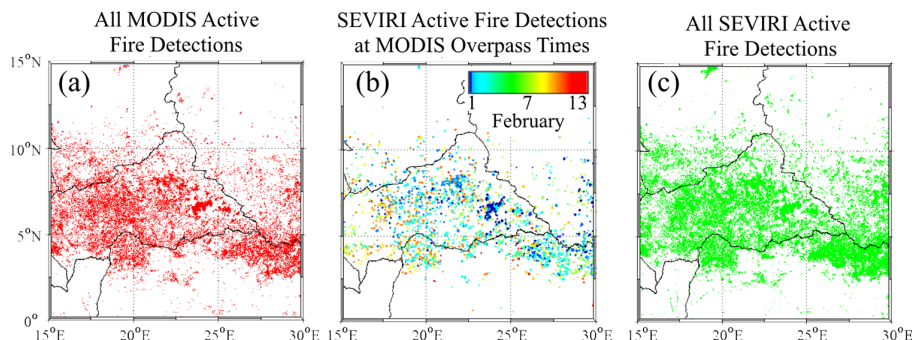 All MODIS Active
Fire Detections
SEVIRI Active Fire Detections
at MODIS Overpass Times
All SEVIRI Active
Fire Detections
15°N
10°N
5°N
0°
(a)
15°E 20°E 25°E 30°E
(b)
1 7 13
February
15°E 20°E 25°E 30°E
(c)
15°E 20°E 25°E 30°E